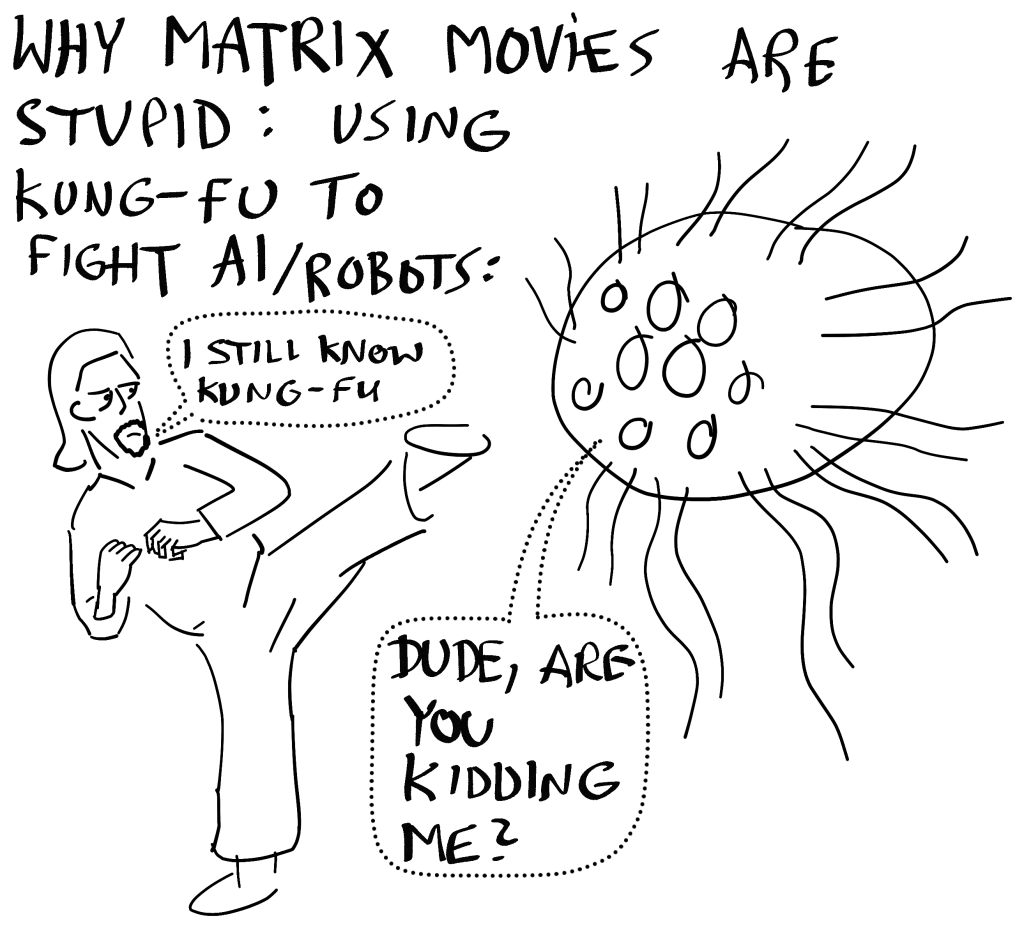 WHY MATRIX MOVIES ARE
STUPID: USING
KUNG-FU TO
FIGHT AI/ROBOTS:
I STILL KNOW
KUNG-FU
DUDE, ARE
YOU
KIDDING
ME?